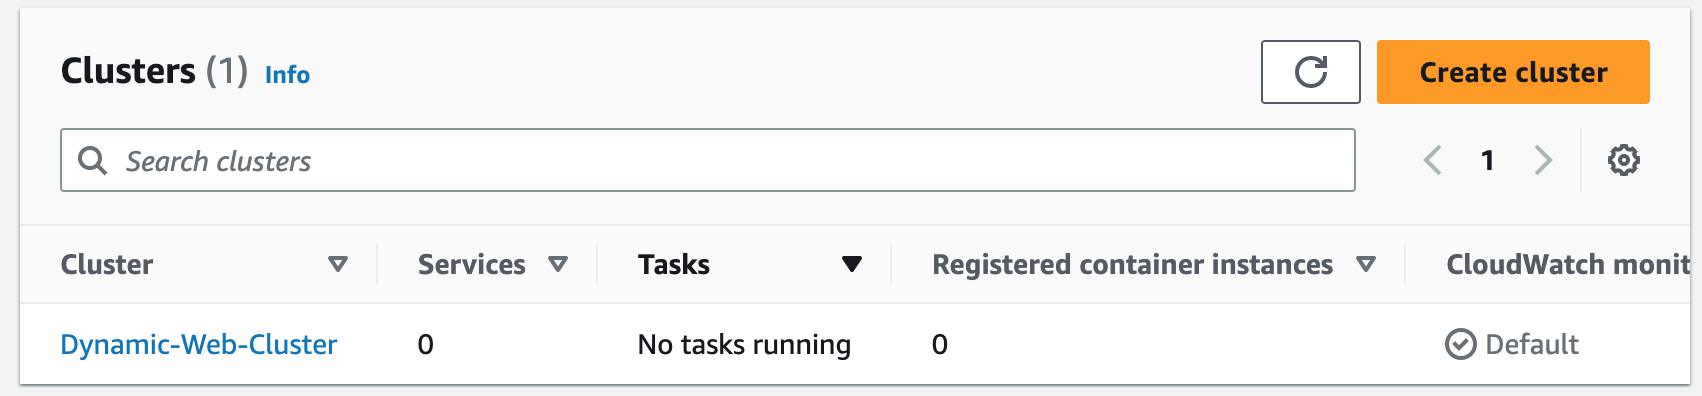 Clusters (1) Info
Create cluster
Search clusters
1
Cluster Services Tasks Registered container instances CloudWatch monit
Dynamic-Web-Cluster 0 No tasks running 0 Default